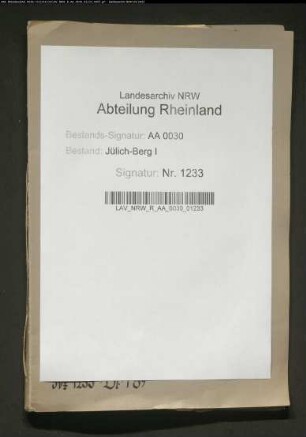 Landesarchiv NRW
Abteilung Rheinland
Bestands-Signatur: AA 0030
Bestand: Jülich-Berg I
Signatur: Nr. 1233
LAV_NRW_R_AA_0030_01233